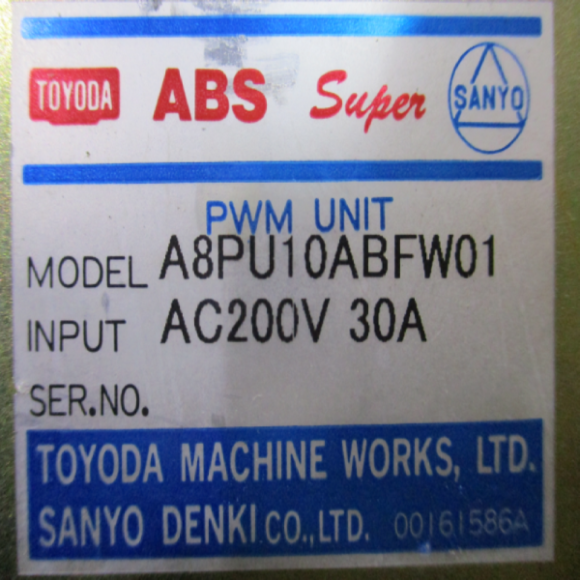 TOYODA ABS Super SANYO
PWM UNIT
MODEL A8PU10ABFW01
INPUT AC200V 30A
SER.NO.
TOYODA MACHINE WORKS, LTD.
SANYO DENKI CO.,LTD. 00161586A